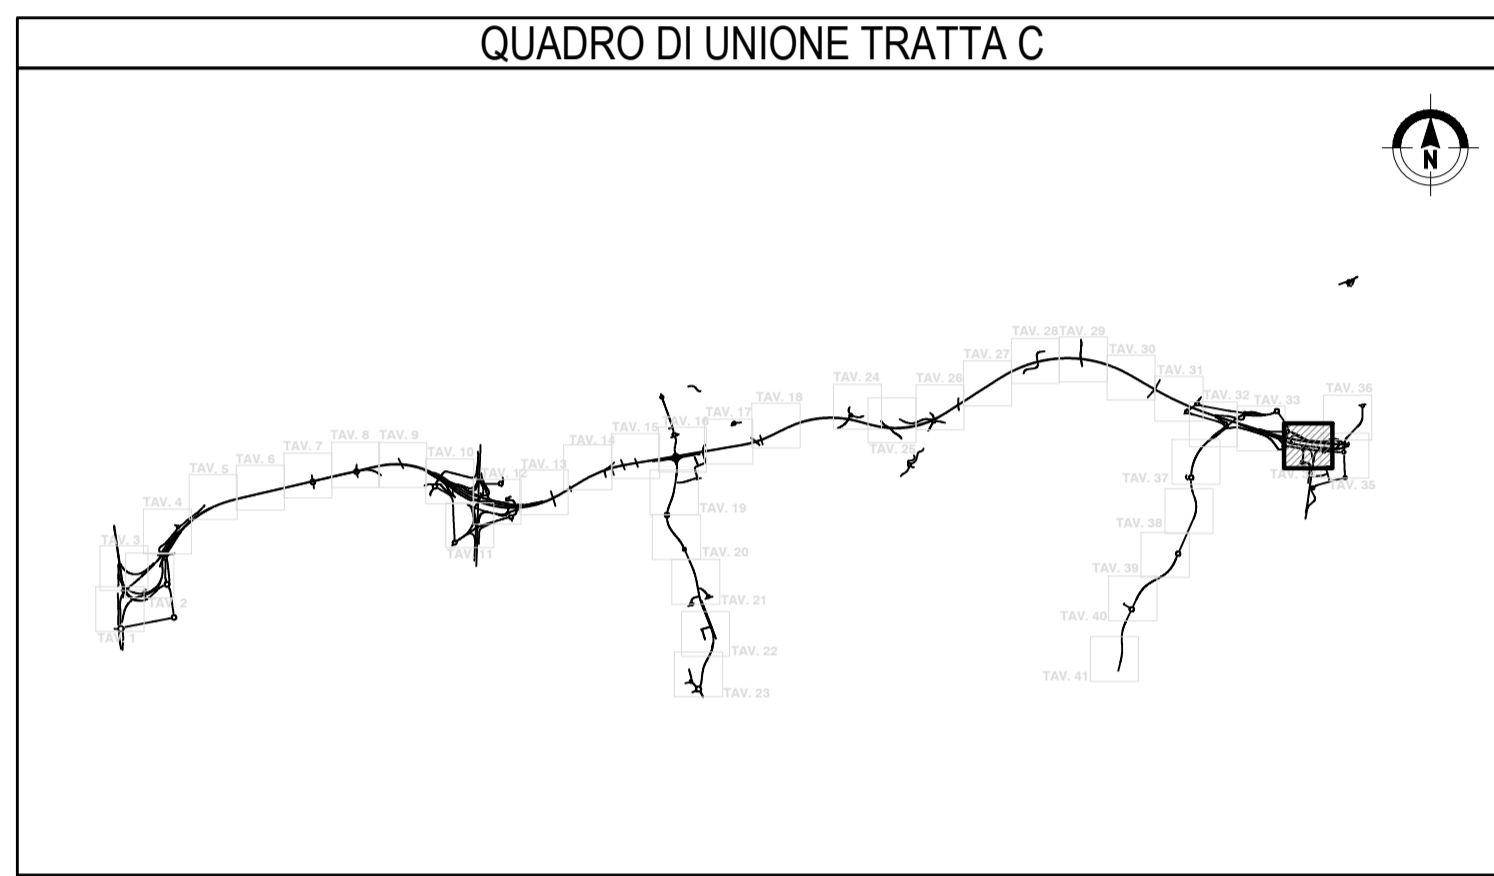 QUADRO DI UNIONE TRATTA C
N
TAV. 1
TAV. 2
TAV. 3
TAV. 4
TAV. 5
TAV. 6
TAV. 7
TAV. 8
TAV. 9
TAV. 10
TAV. 11
TAV. 12
TAV. 13
TAV. 14
TAV. 15
TAV. 16
TAV. 17
TAV. 18
TAV. 19
TAV. 20
TAV. 21
TAV. 22
TAV. 23
TAV. 24
TAV. 25
TAV. 26
TAV. 27
TAV. 28
TAV. 29
TAV. 30
TAV. 31
TAV. 32
TAV. 33
TAV. 35
TAV. 36
TAV. 37
TAV. 38
TAV. 39
TAV. 40
TAV. 41